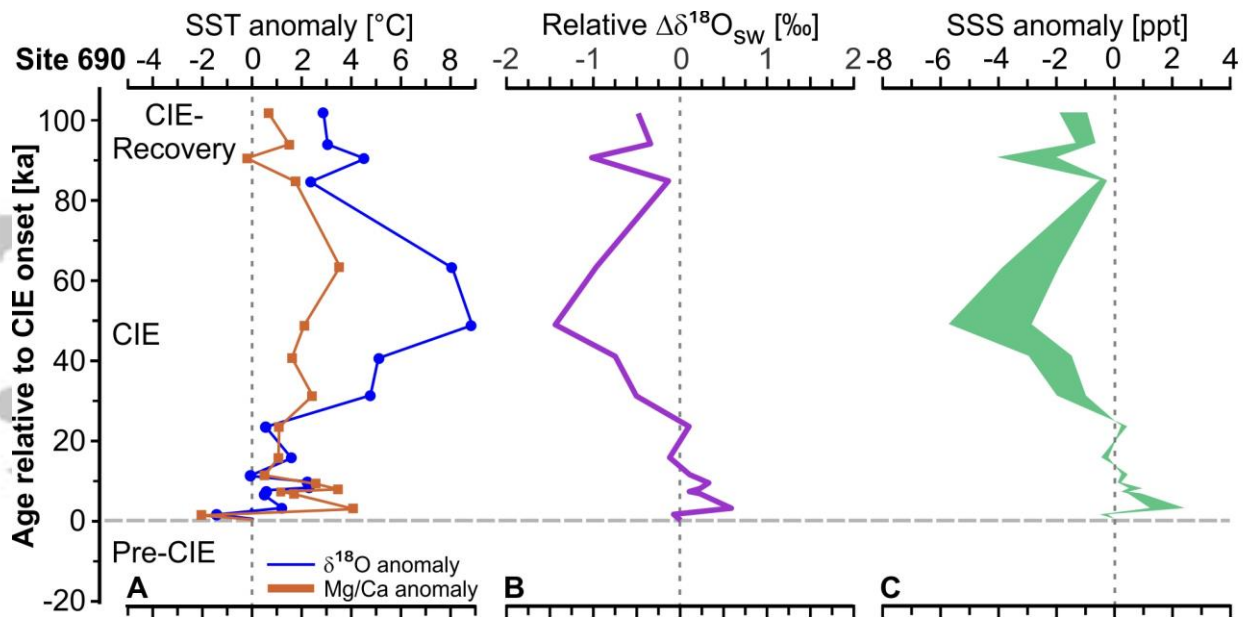 SST anomaly [°C] Relative Δδ¹⁸O_SW [‰] SSS anomaly [ppt]
Site 690 -4 -2 0 2 4 6 8 -2 -1 0 1 2 -8 -6 -4 -2 0 2 4
100 CIE-
Recovery
80
60
CIE
40
20
0
Pre-CIE
-20
Age relative to CIE onset [ka]
δ¹⁸O anomaly
Mg/Ca anomaly
A B C